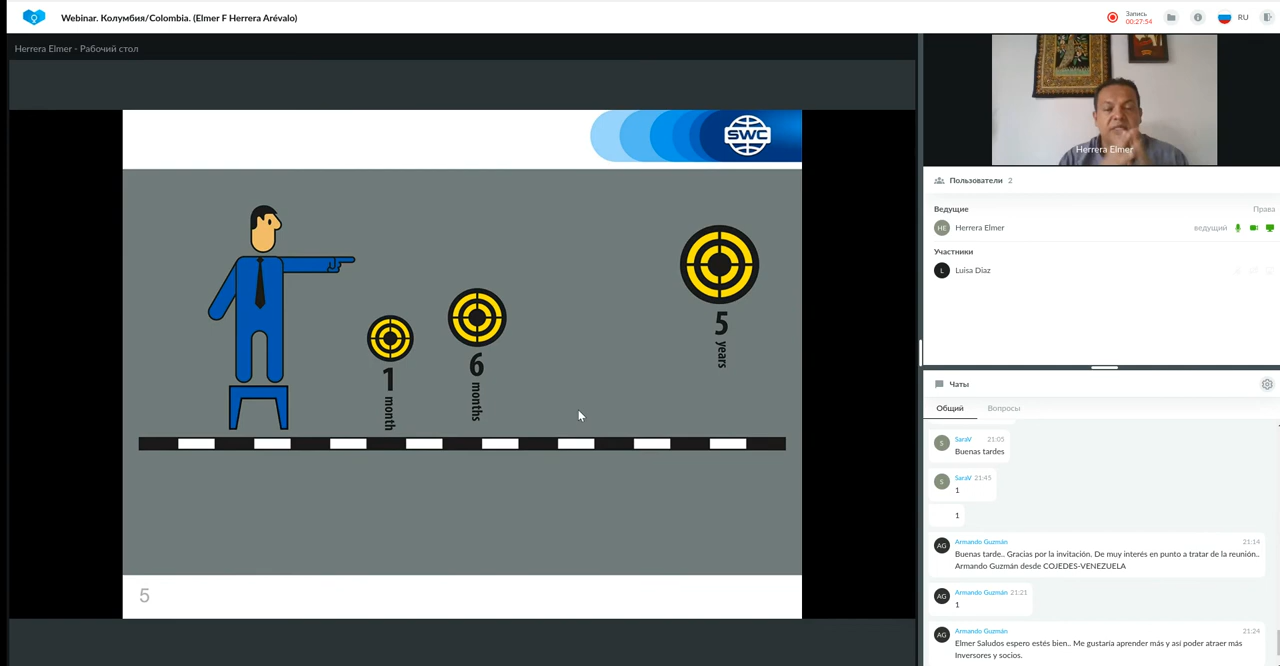 Webinar. Колумбия/Colombia. (Elmer F Herrera Arévalo)
Запись
00:27:54
RU
Herrera Elmer - Рабочий стол
SWC
1
month
6
months
5
years
5
Herrera Elmer
Пользователи 2
Ведущие
Права
HE
Herrera Elmer
ведущий
Участники
L
Luisa Diaz
Чаты
Общий
Вопросы
S
SaraV 21:05
Buenas tardes
S
SaraV 21:45
1
1
AG
Armando Guzmán 21:14
Buenas tarde.. Gracias por la invitación. De muy interés en punto a tratar de la reunión..
Armando Guzmán desde COJEDES-VENEZUELA
AG
Armando Guzmán 21:21
1
AG
Armando Guzmán 21:24
Elmer Saludos espero estés bien.. Me gustaría aprender más y así poder atraer más
Inversores y socios.